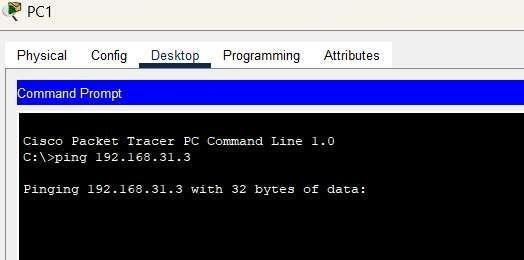 PC1
Physical Config Desktop Programming Attributes
Command Prompt
Cisco Packet Tracer PC Command Line 1.0
C:\>ping 192.168.31.3
Pinging 192.168.31.3 with 32 bytes of data: